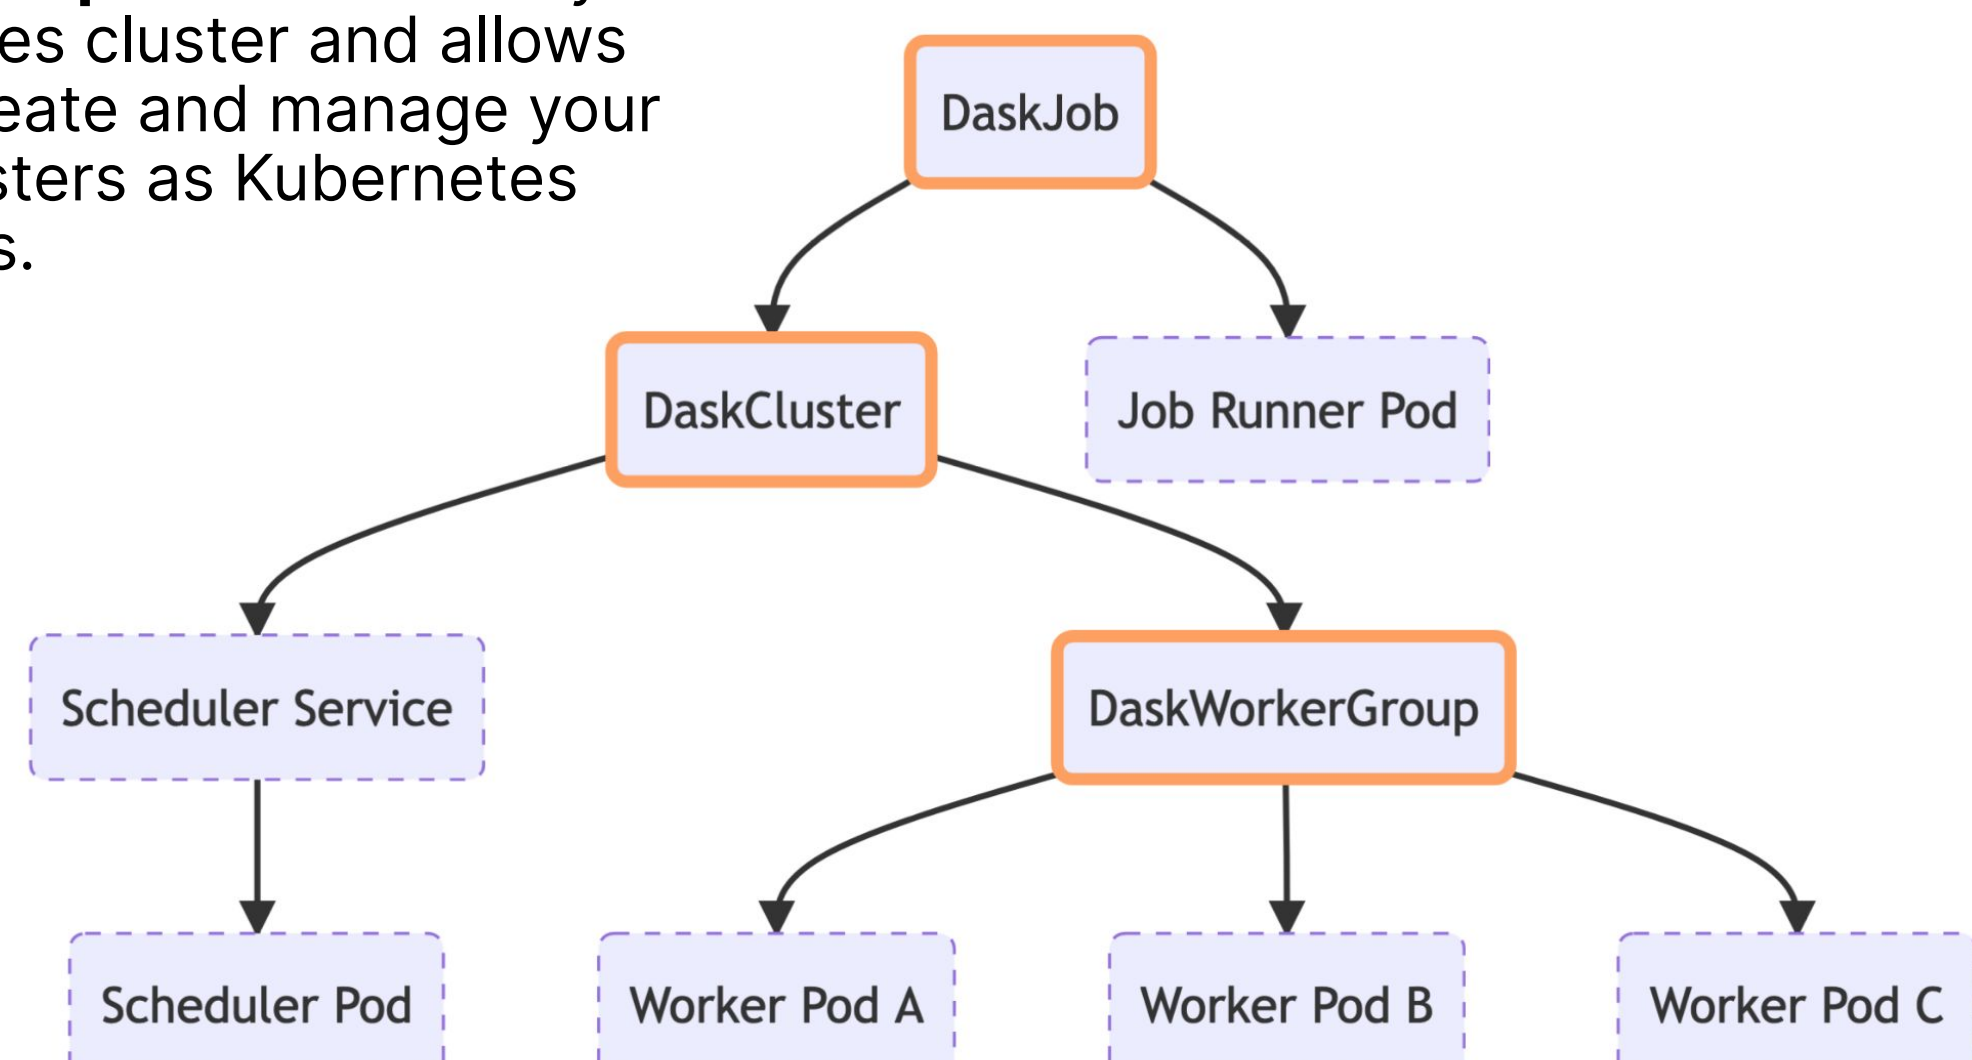 es cluster and allows
eate and manage your
sters as Kubernetes
s.
DaskJob
DaskCluster
Job Runner Pod
Scheduler Service
DaskWorkerGroup
Scheduler Pod
Worker Pod A
Worker Pod B
Worker Pod C